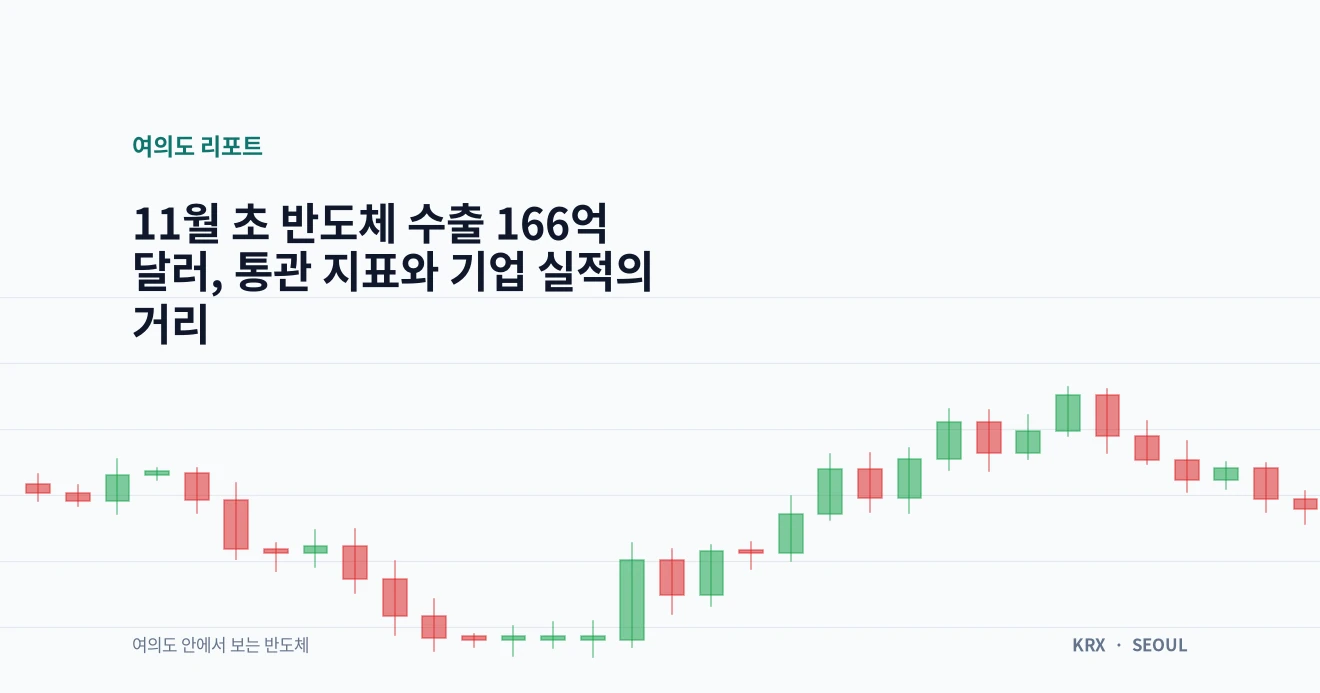 여의도 리포트
11월 초 반도체 수출 166억
달러, 통관 지표와 기업 실적의
거리
여의도 안에서 보는 반도체
KRX · SEOUL